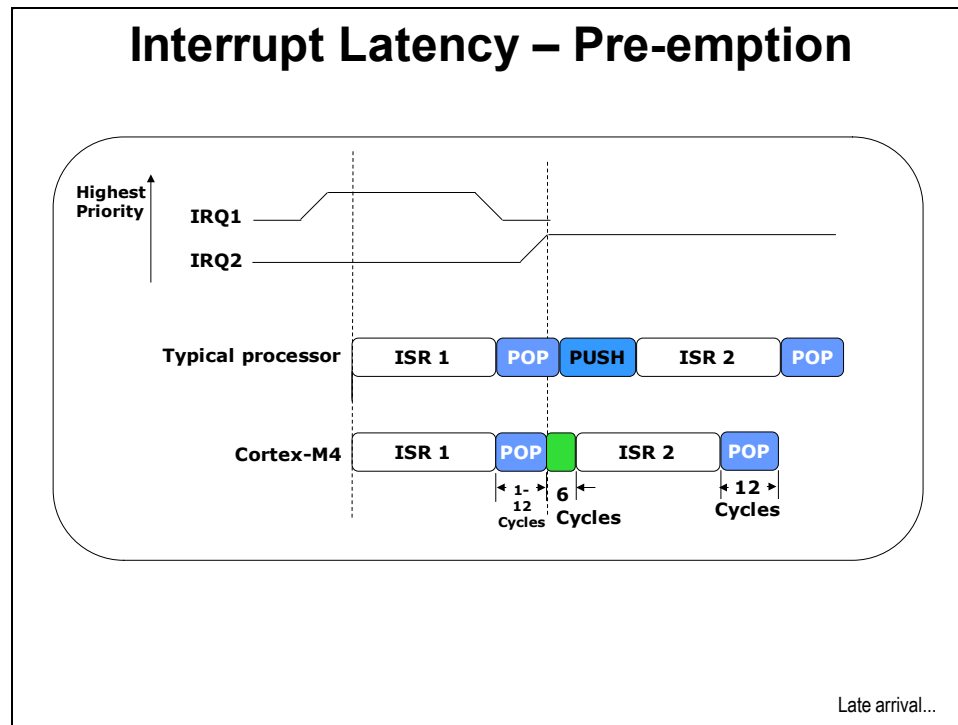 Interrupt Latency – Pre-emption
Highest
Priority
IRQ1
IRQ2
Typical processor
ISR 1
POP
PUSH
ISR 2
POP
Cortex-M4
ISR 1
POP
ISR 2
POP
1-
12
Cycles
6
Cycles
12
Cycles
Late arrival...